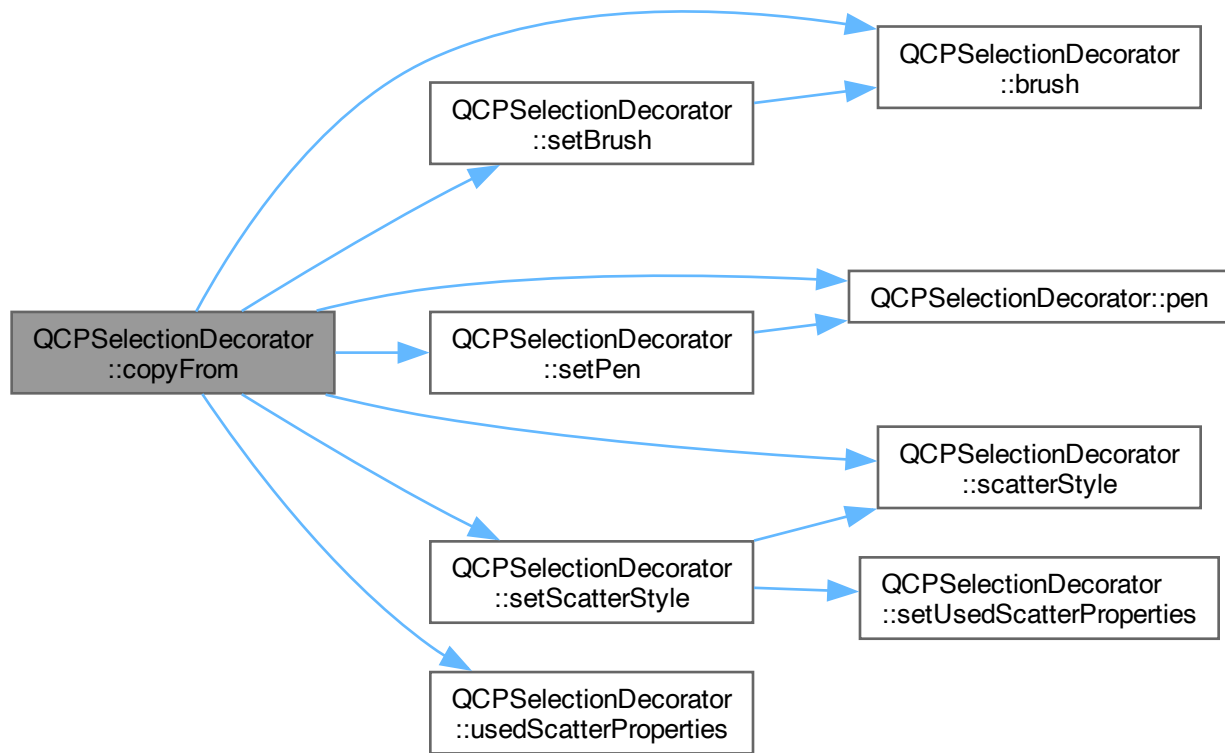 QCPSelectionDecorator
::brush
QCPSelectionDecorator
::setBrush
QCPSelectionDecorator::pen
QCPSelectionDecorator
::copyFrom
QCPSelectionDecorator
::setPen
QCPSelectionDecorator
::scatterStyle
QCPSelectionDecorator
::setScatterStyle
QCPSelectionDecorator
::setUsedScatterProperties
QCPSelectionDecorator
::usedScatterProperties